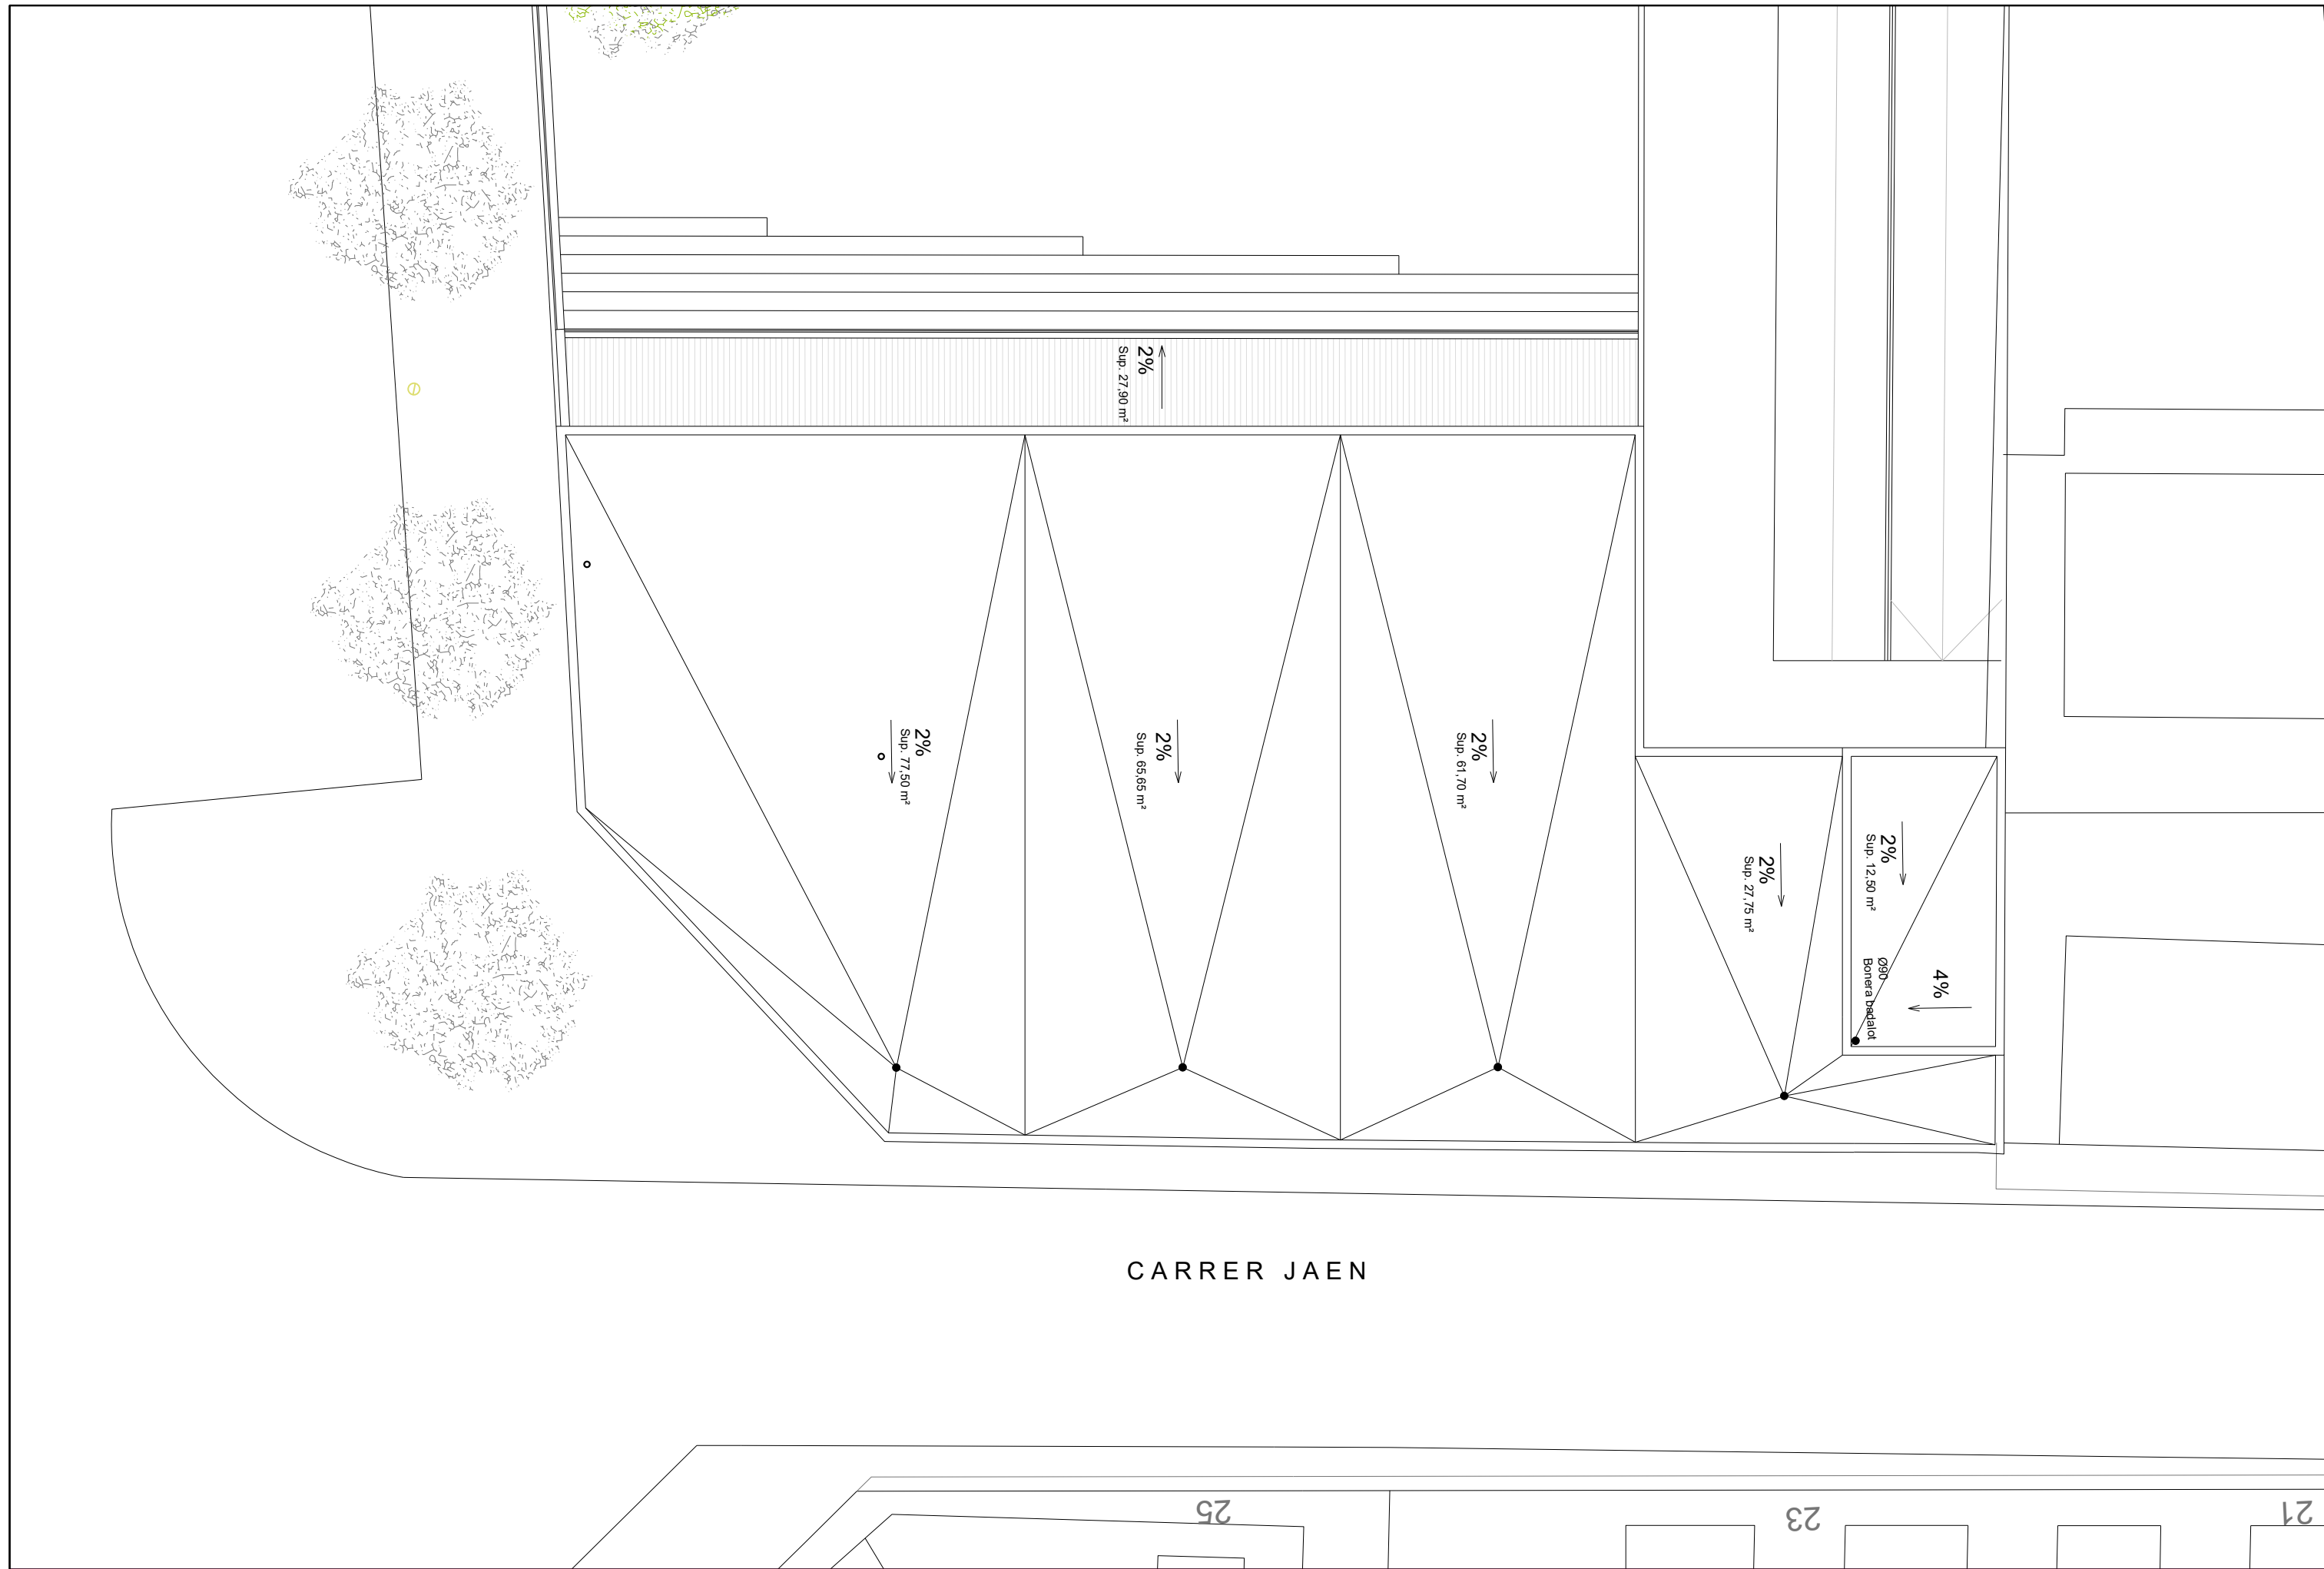 2%
Sup. 27,90 m²
2%
Sup. 77,50 m²
2%
Sup. 65,65 m²
2%
Sup. 61,70 m²
2%
Sup. 27,75 m²
2%
Sup. 12,50 m²
Ø90
Bonera badalot
4%
CARRER JAEN
25
23
21